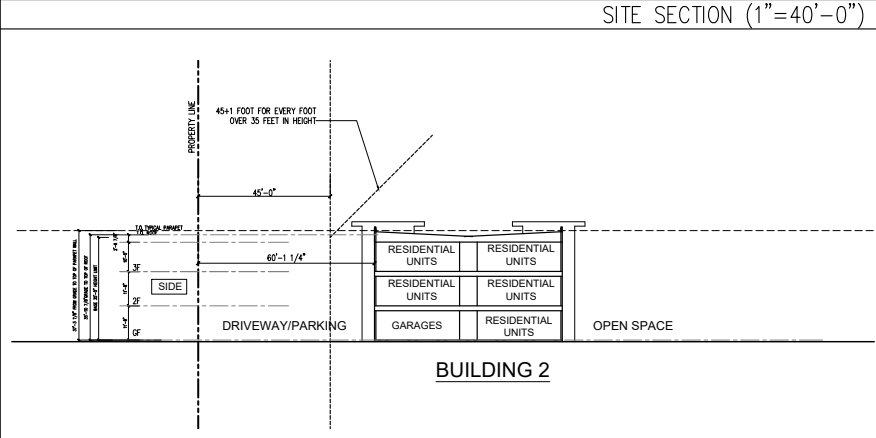 SITE SECTION (1"=40'-0")
PROPERTY LINE
45+1 FOOT FOR EVERY FOOT
OVER 35 FEET IN HEIGHT
45'-0"
T.O. TYPICAL PARAPET
T.O. ROOF
60'-1 1/4"
3F
SIDE
2F
GF
RESIDENTIAL
UNITS
RESIDENTIAL
UNITS
RESIDENTIAL
UNITS
RESIDENTIAL
UNITS
DRIVEWAY/PARKING
GARAGES
RESIDENTIAL
UNITS
OPEN SPACE
BUILDING 2